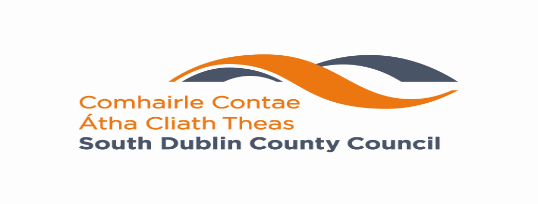 Comhairle Contae
Átha Cliath Theas
South Dublin County Council